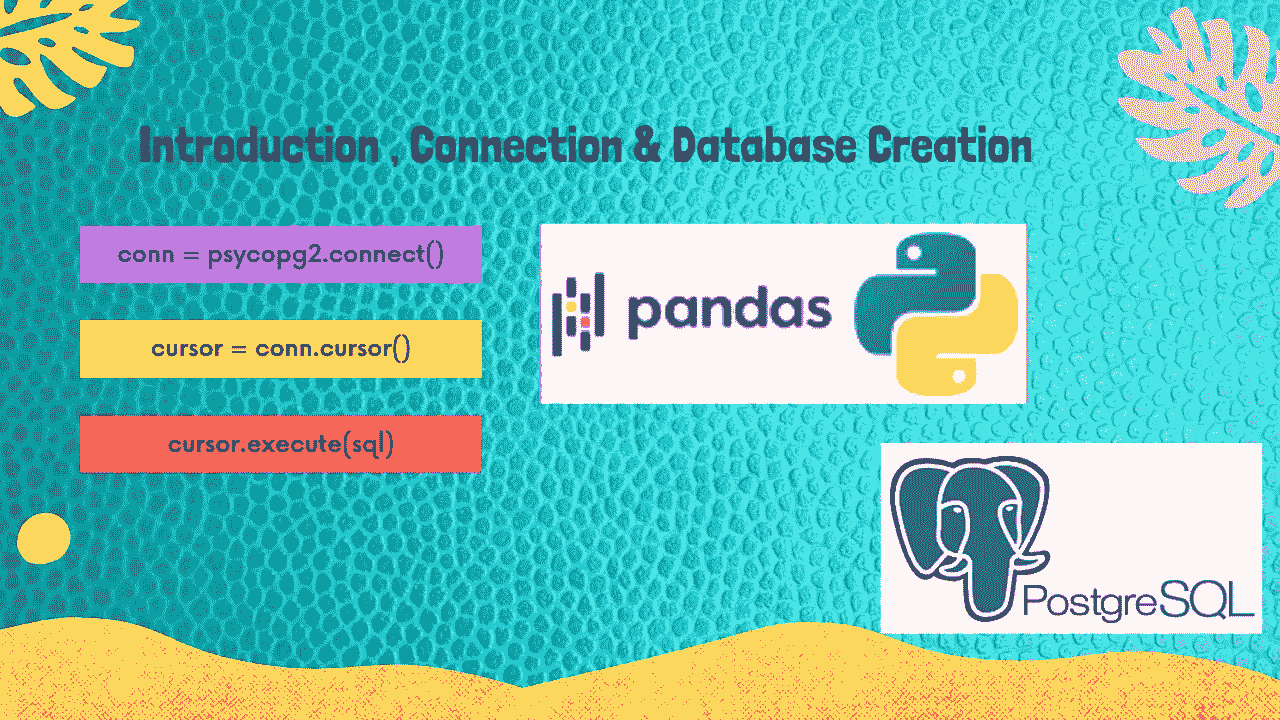 Introduction , Connection & Database Creation
conn = psycopg2.connect()
cursor = conn.cursor()
cursor.execute(sql)
pandas
PostgreSQL